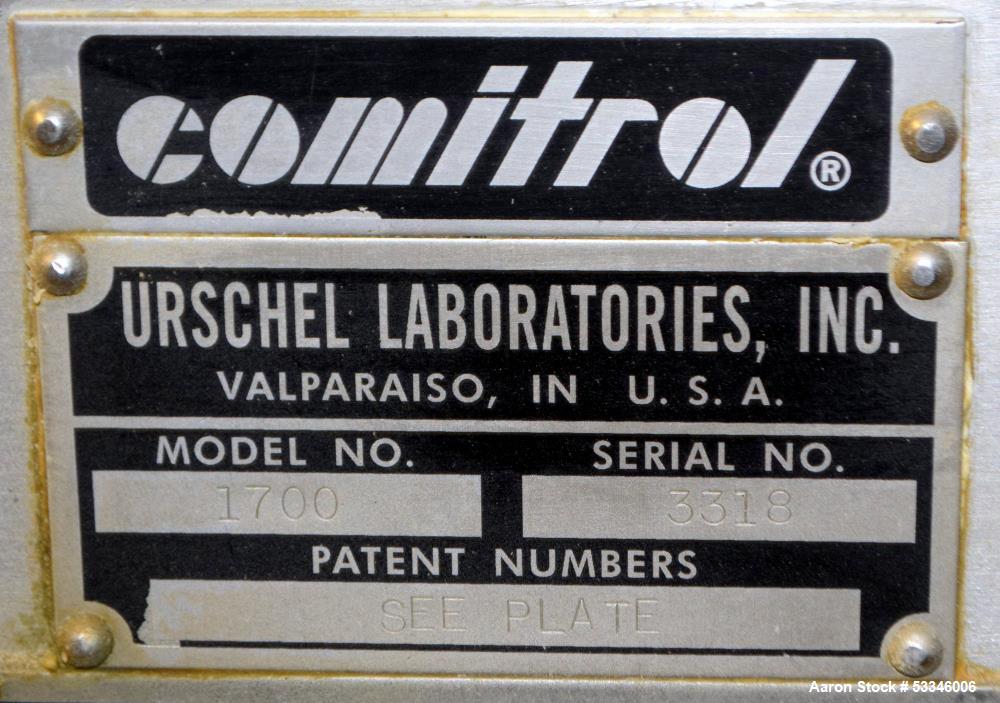 comitrol®
URSCHEL LABORATORIES, INC.
VALPARAISO, IN U. S. A.
MODEL NO. SERIAL NO.
1700 3318
PATENT NUMBERS
SEE PLATE
Aaron Stock # 53346006